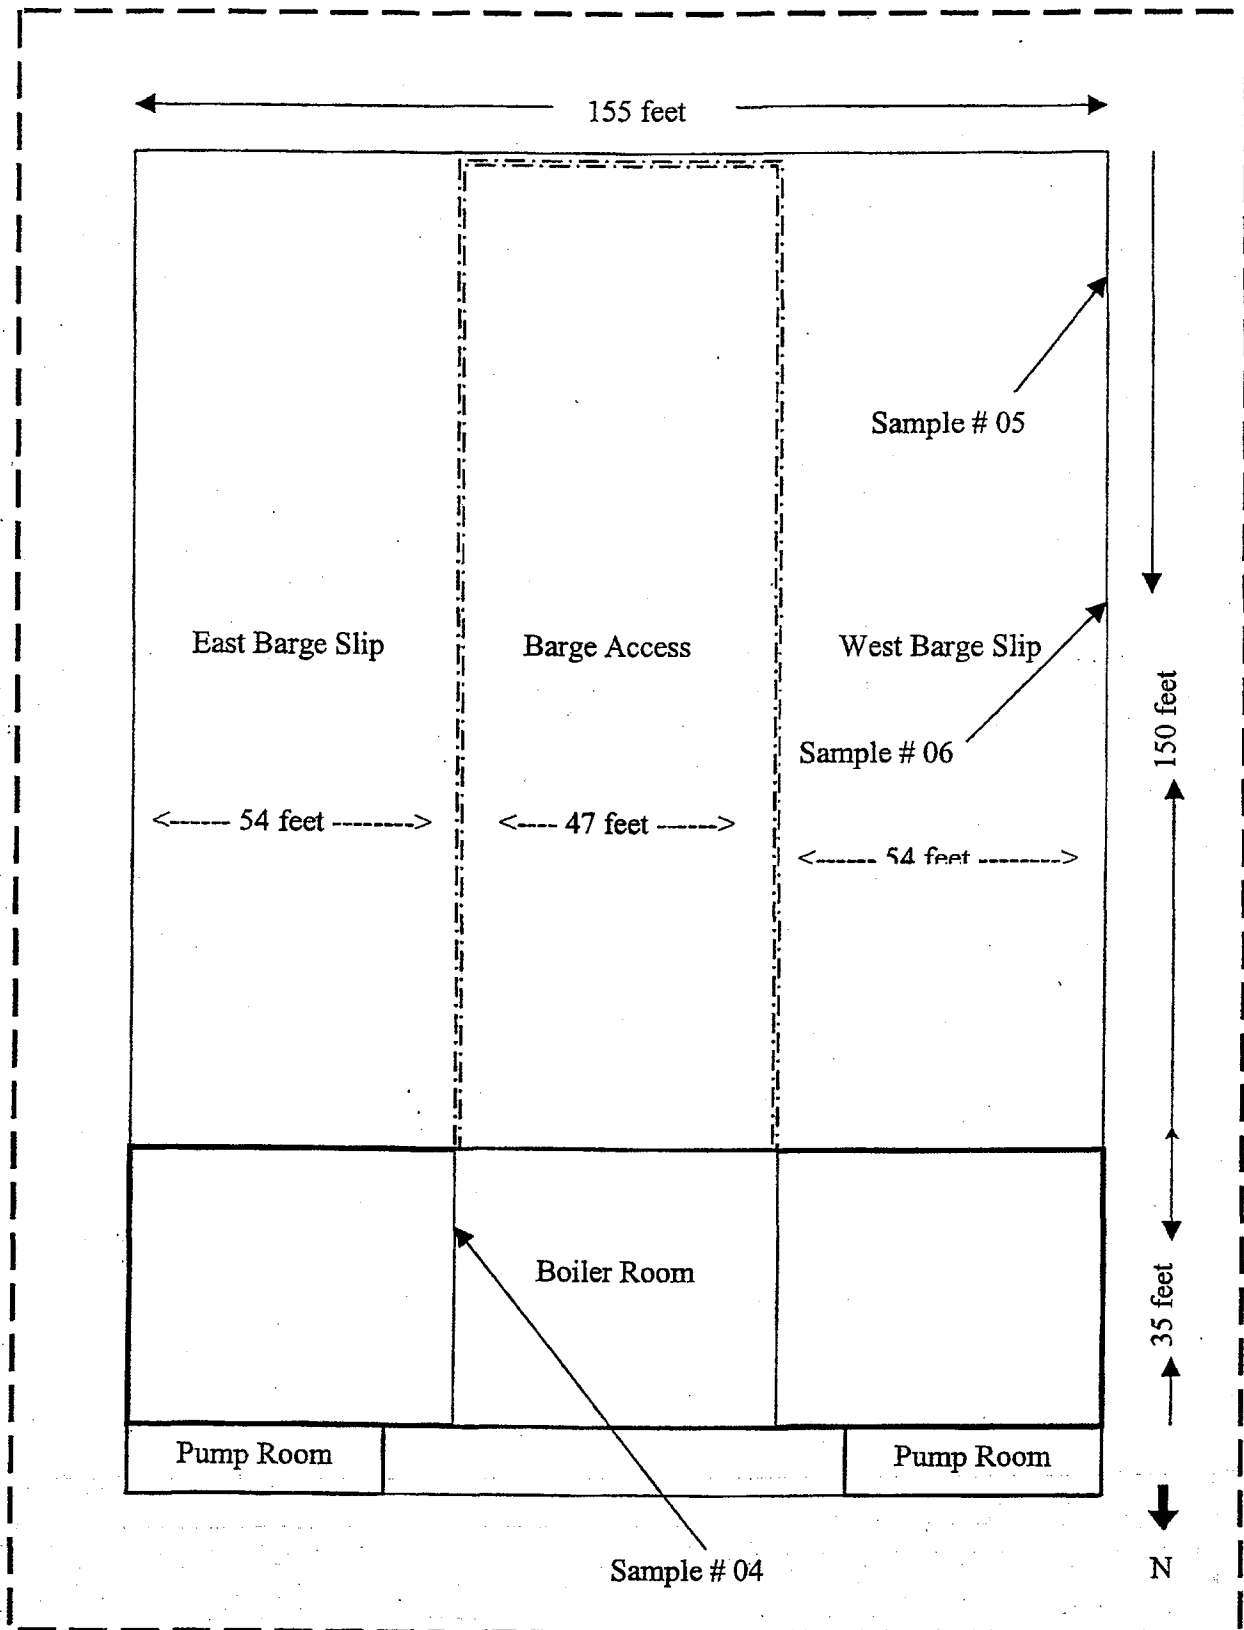 155 feet
Sample # 05
East Barge Slip
Barge Access
West Barge Slip
150 feet
Sample # 06
<------ 54 feet -------->
<---- 47 feet ------>
<------ 54 feet -------->
Boiler Room
35 feet
Pump Room
Pump Room
Sample # 04
N